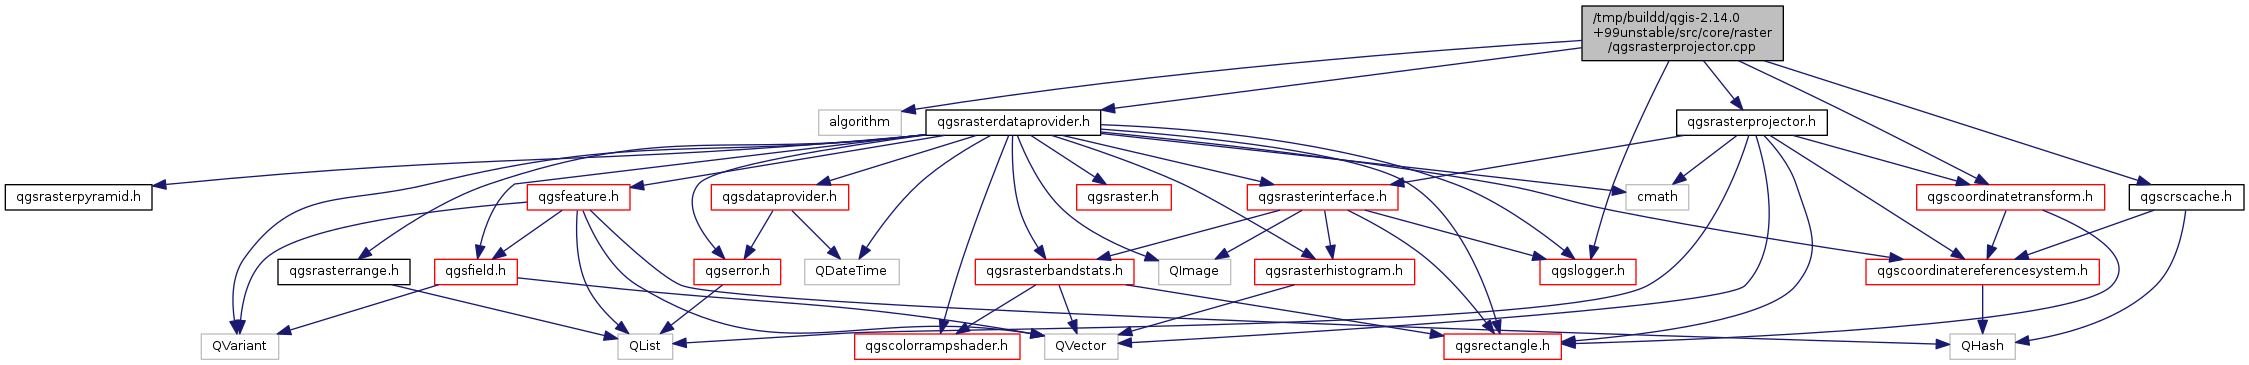 /tmp/buildd/qgis-2.14.0
+99unstable/src/core/raster
/qgsrasterprojector.cpp
algorithm
qgsrasterdataprovider.h
qgsrasterprojector.h
qgsrasterpyramid.h
qgsfeature.h
qgsdataprovider.h
qgsraster.h
qgsrasterinterface.h
cmath
qgscoordinatetransform.h
qgscrscache.h
qgsrasterrange.h
qgsfield.h
qgserror.h
QDateTime
qgsrasterbandstats.h
QImage
qgsrasterhistogram.h
qgslogger.h
qgscoordinatereferencesystem.h
QVariant
QList
qgscolorrampshader.h
QVector
qgsrectangle.h
QHash